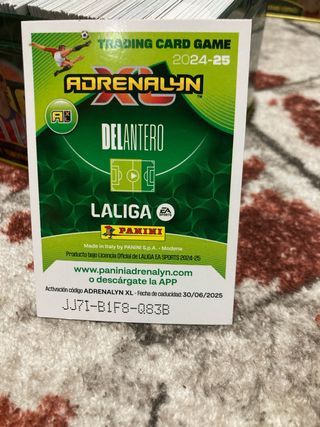 TRADING CARD GAME
2024-25
ADRENALYN
XL™
A XL
DELANTERO
LALIGA EA SPORTS
PANINI
Made in Italy by PANINI S.p.A. - Modena
Producto bajo Licencia Oficial de LALIGA EA SPORTS 2024-25
www.paniniadrenalyn.com
o descárgate la APP
Activación código ADRENALYN XL - Fecha de caducidad: 30/06/2025
JJ7I-B1F8-Q83B